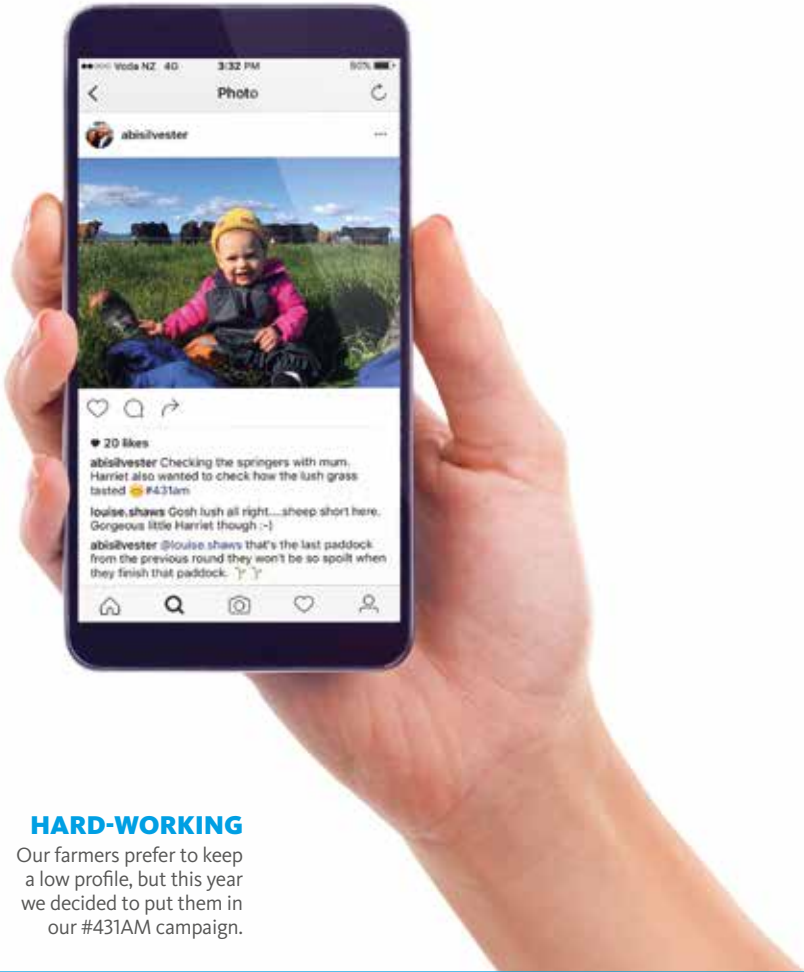 Voda NZ 4G 3:32 PM 90%
Photo
abisilvester
20 likes
abisilvester Checking the springers with mum.
Harriet also wanted to check how the lush grass
tasted #431am
louise.shaws Gosh lush all right....sheep short here.
Gorgeous little Harriet though :-)
abisilvester @louise.shaws that's the last paddock
from the previous round they won't be so spoilt when
they finish that paddock.
HARD-WORKING
Our farmers prefer to keep
a low profile, but this year
we decided to put them in
our #431AM campaign.